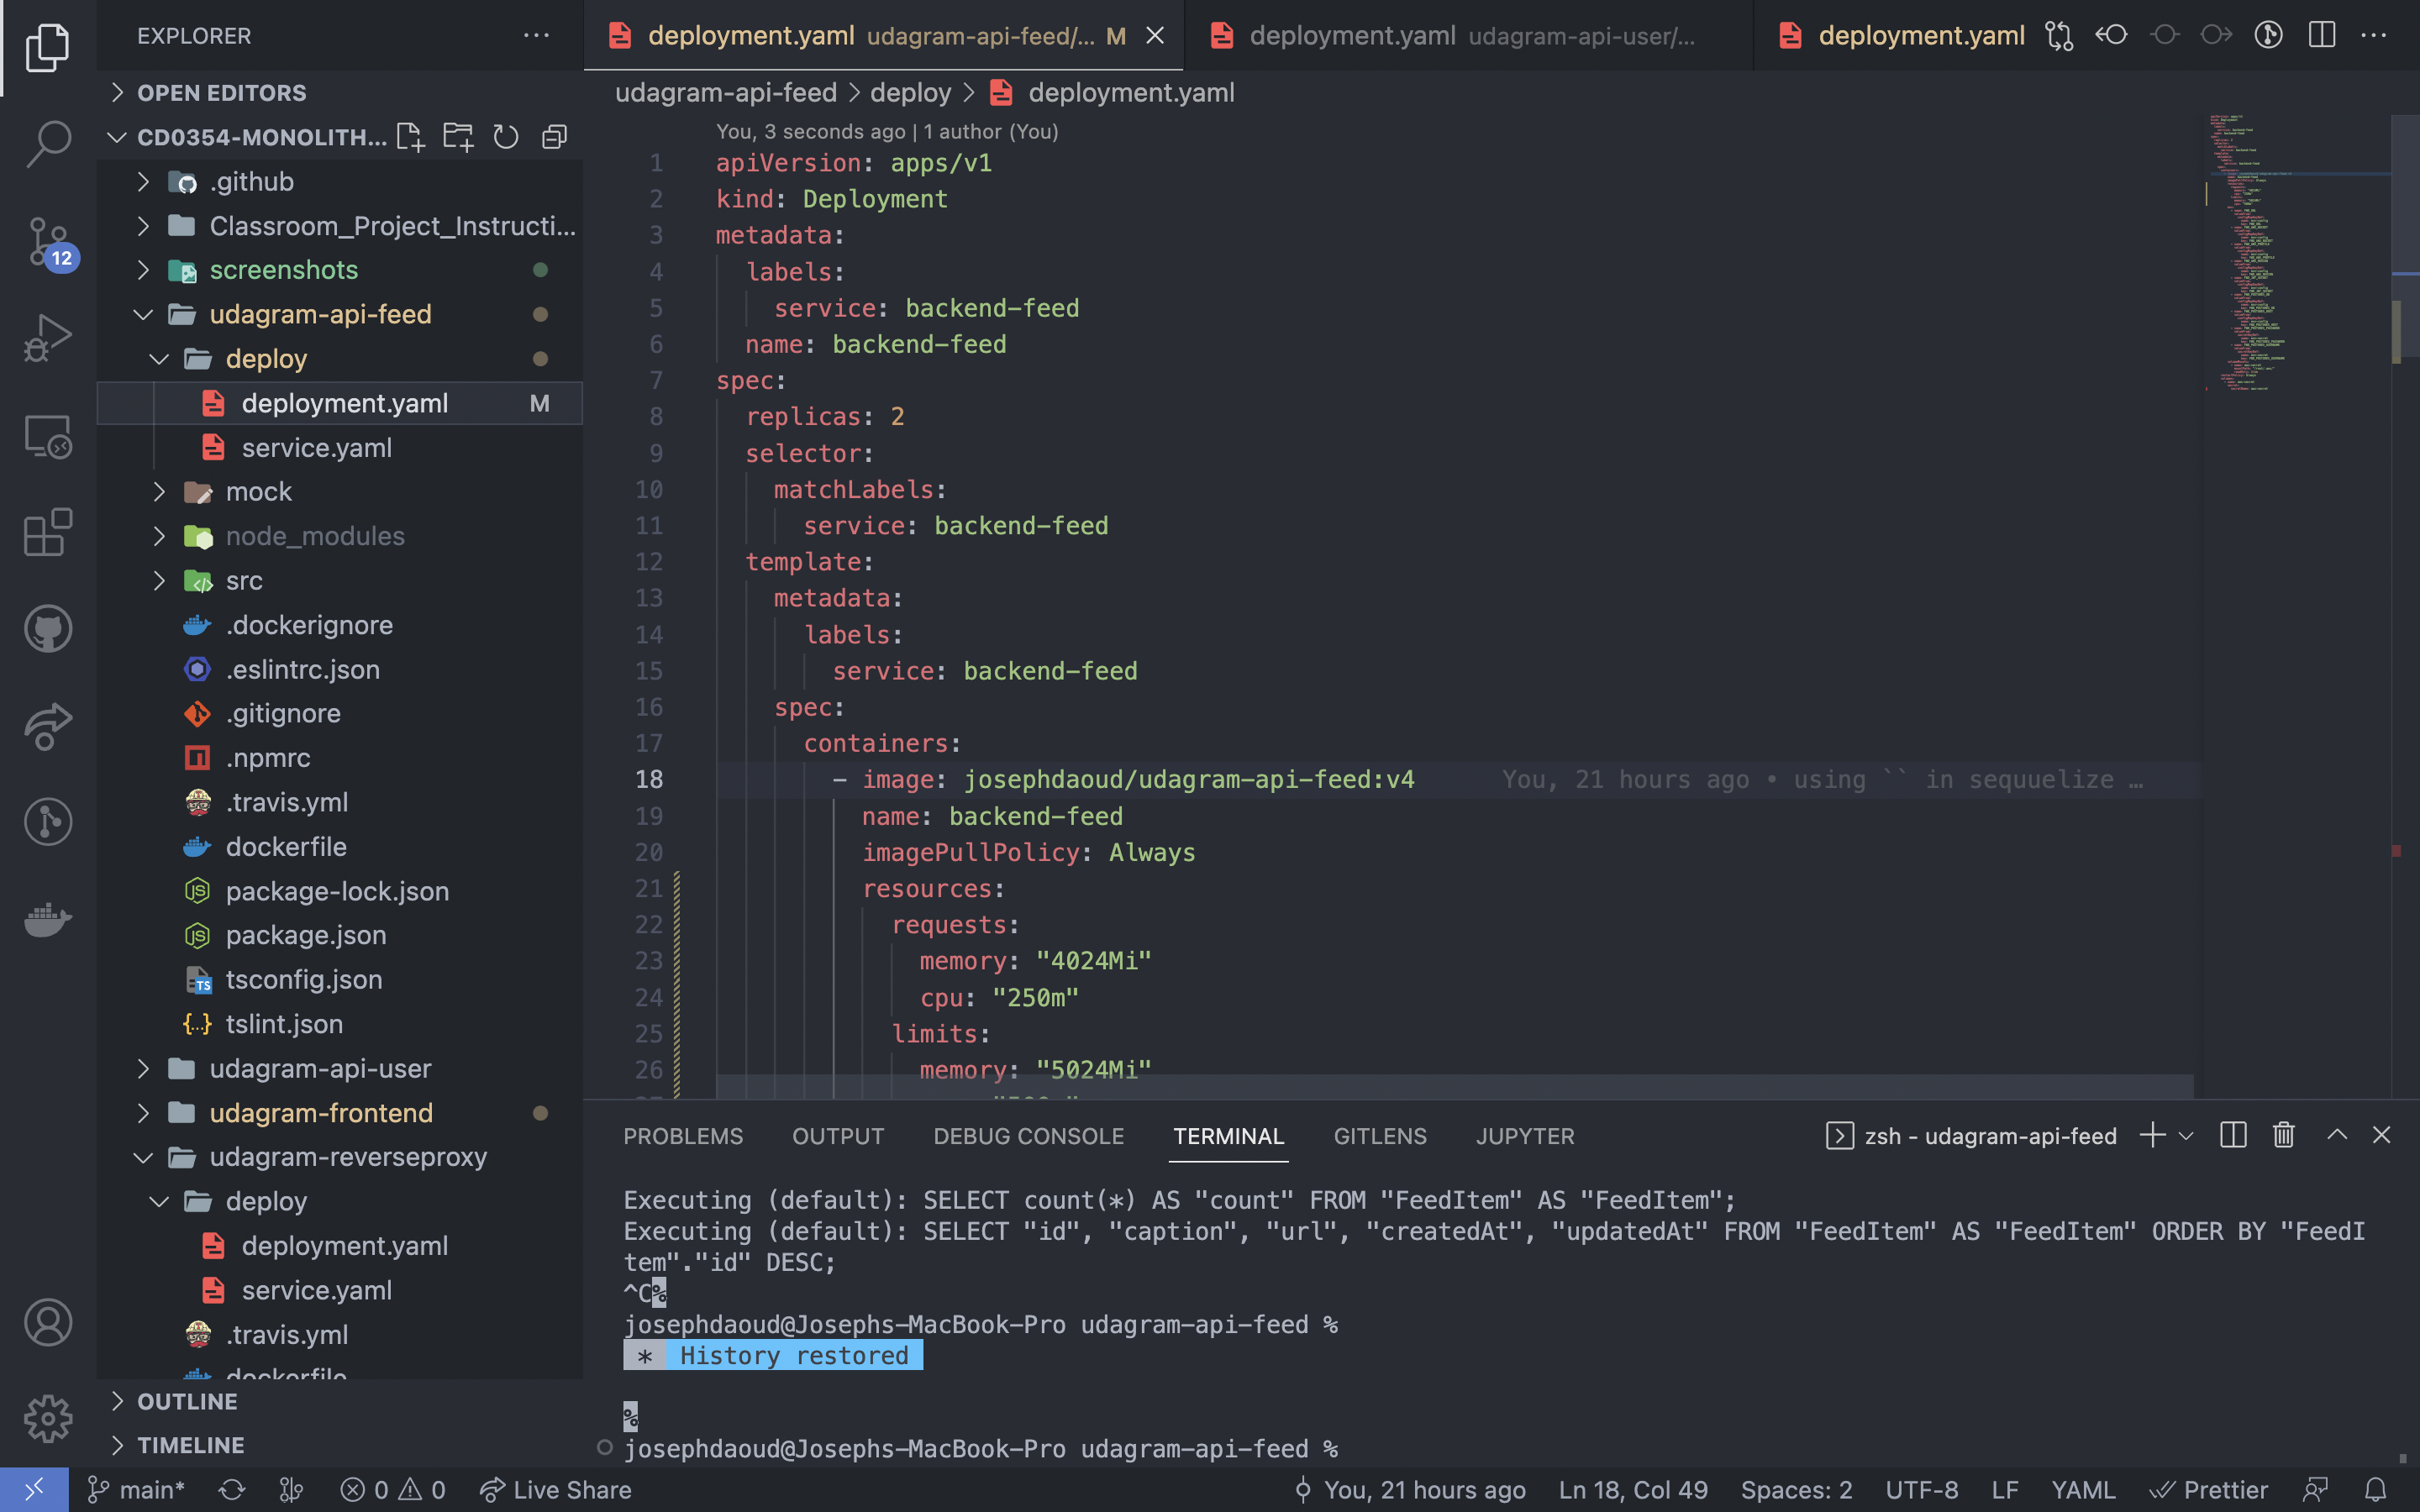 EXPLORER
OPEN EDITORS
CD0354-MONOLITH...
.github
Classroom_Project_Instructi...
screenshots
udagram-api-feed
deploy
deployment.yaml M
service.yaml
mock
node_modules
src
.dockerignore
.eslintrc.json
.gitignore
.npmrc
.travis.yml
dockerfile
package-lock.json
package.json
tsconfig.json
tslint.json
udagram-api-user
udagram-frontend
udagram-reverseproxy
deploy
deployment.yaml
service.yaml
.travis.yml
dockerfile
OUTLINE
TIMELINE
12
deployment.yaml udagram-api-feed/... M
deployment.yaml udagram-api-user/...
deployment.yaml
udagram-api-feed > deploy > deployment.yaml
You, 3 seconds ago | 1 author (You)
1 apiVersion: apps/v1
2 kind: Deployment
3 metadata:
4 labels:
5 service: backend-feed
6 name: backend-feed
7 spec:
8 replicas: 2
9 selector:
10 matchLabels:
11 service: backend-feed
12 template:
13 metadata:
14 labels:
15 service: backend-feed
16 spec:
17 containers:
18 - image: josephdaoud/udagram-api-feed:v4 You, 21 hours ago • using `` in sequuelize …
19 name: backend-feed
20 imagePullPolicy: Always
21 resources:
22 requests:
23 memory: "4024Mi"
24 cpu: "250m"
25 limits:
26 memory: "5024Mi"
PROBLEMS OUTPUT DEBUG CONSOLE TERMINAL GITLENS JUPYTER
zsh - udagram-api-feed
Executing (default): SELECT count(*) AS "count" FROM "FeedItem" AS "FeedItem";
Executing (default): SELECT "id", "caption", "url", "createdAt", "updatedAt" FROM "FeedItem" AS "FeedItem" ORDER BY "FeedI
tem"."id" DESC;
^C%
josephdaoud@Josephs-MacBook-Pro udagram-api-feed %
* History restored
%
josephdaoud@Josephs-MacBook-Pro udagram-api-feed %
main* 0 0 Live Share You, 21 hours ago Ln 18, Col 49 Spaces: 2 UTF-8 LF YAML Prettier